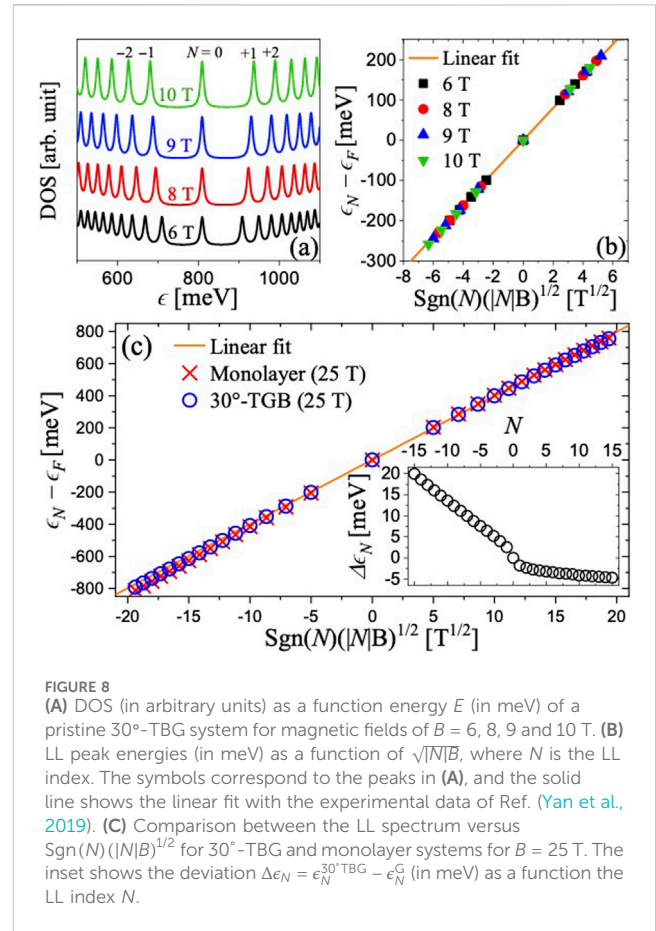 −2 −1 N = 0 +1 +2
10 T
9 T
8 T
6 T
(a)
DOS [arb. unit]
600 800 1000
ϵ [meV]
(b)
Linear fit
6 T
8 T
9 T
10 T
200
100
0
-100
-200
-300
ϵN − ϵF [meV]
-8 -6 -4 -2 0 2 4 6
Sgn(N)(|N|B)^1/2 [T^1/2]
(c)
Linear fit
Monolayer (25 T)
30°-TGB (25 T)
800
600
400
200
0
-200
-400
-600
-800
ϵN − ϵF [meV]
-20 -15 -10 -5 0 5 10 15 20
Sgn(N)(|N|B)^1/2 [T^1/2]
N
-15 -10 -5 0 5 10 15
20
15
10
5
0
-5
ΔϵN [meV]
FIGURE 8
(A) DOS (in arbitrary units) as a function energy E (in meV) of a
pristine 30°-TBG system for magnetic fields of B = 6, 8, 9 and 10 T. (B)
LL peak energies (in meV) as a function of √|N|B, where N is the LL
index. The symbols correspond to the peaks in (A), and the solid
line shows the linear fit with the experimental data of Ref. (Yan et al.,
2019). (C) Comparison between the LL spectrum versus
Sgn(N)(|N|B)^1/2 for 30°-TBG and monolayer systems for B = 25 T. The
inset shows the deviation ΔϵN = ϵN^30°TBG − ϵN^G (in meV) as a function the
LL index N.